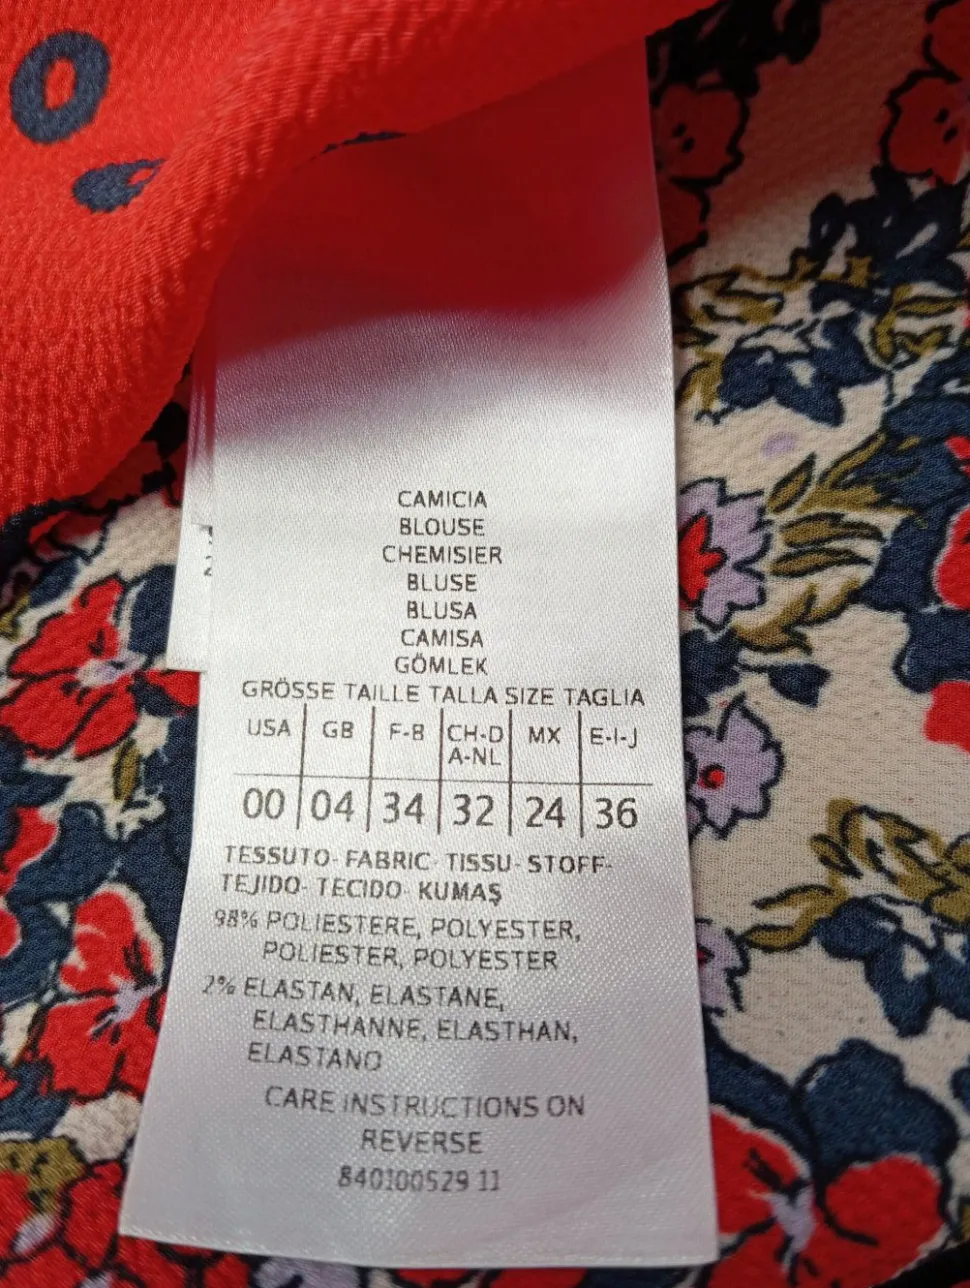 CAMICIA
BLOUSE
CHEMISIER
BLUSE
BLUSA
CAMISA
GÖMLEK
GRÖSSE TAILLE TALLA SIZE TAGLIA
USA GB F-B CH-D A-NL MX E-I-J
00 04 34 32 24 36
TESSUTO- FABRIC- TISSU- STOFF-
TEJIDO- TECIDO- KUMAŞ
98% POLIESTERE, POLYESTER,
POLIESTER, POLYESTER
2% ELASTAN, ELASTANE,
ELASTHANNE, ELASTHAN,
ELASTANO
CARE INSTRUCTIONS ON
REVERSE
840100529 11